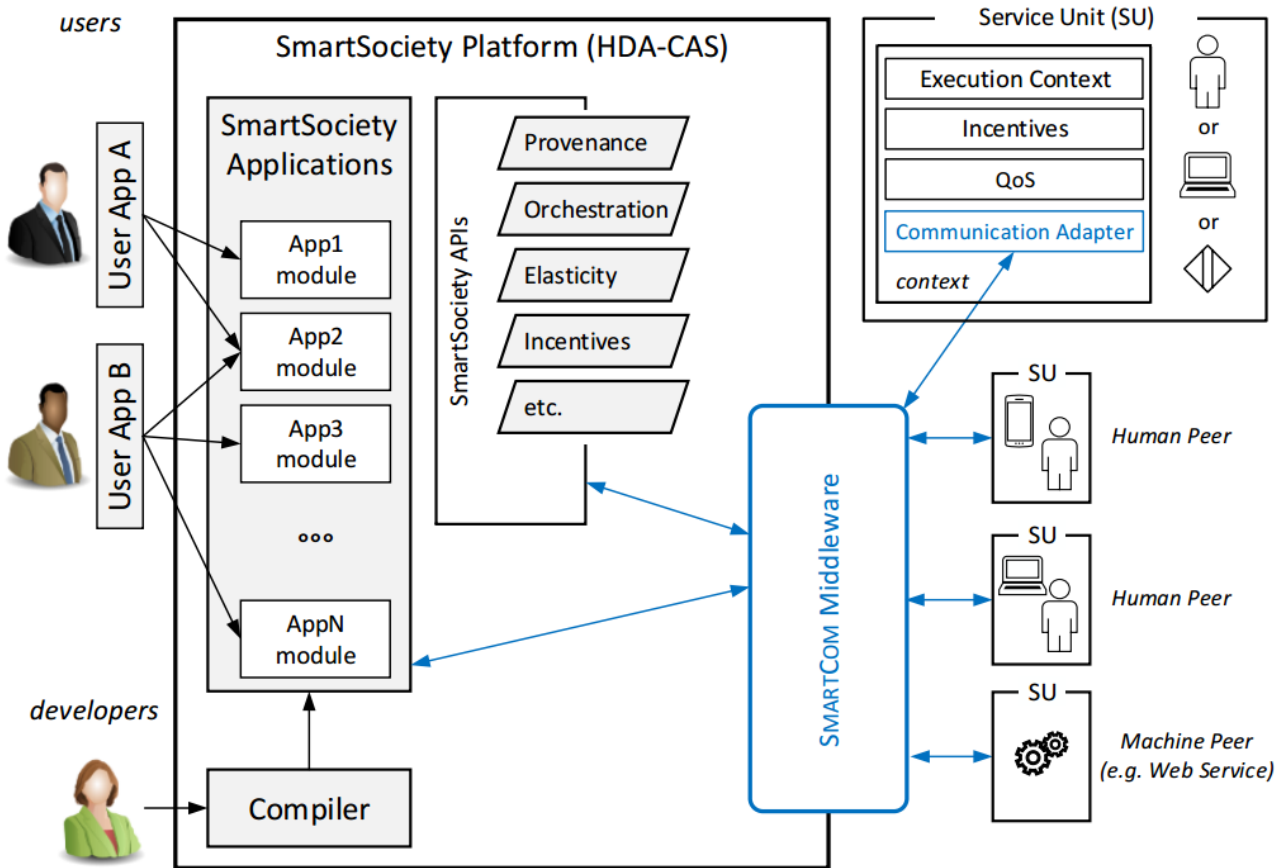 users
SmartSociety Platform (HDA-CAS)
Service Unit (SU)
User App A
User App B
SmartSociety
Applications
App1
module
App2
module
App3
module
AppN
module
SmartSociety APIs
Provenance
Orchestration
Elasticity
Incentives
etc.
Execution Context
Incentives
QoS
Communication Adapter
context
or
or
SMARTCOM Middleware
SU
Human Peer
SU
Human Peer
SU
Machine Peer
(e.g. Web Service)
developers
Compiler